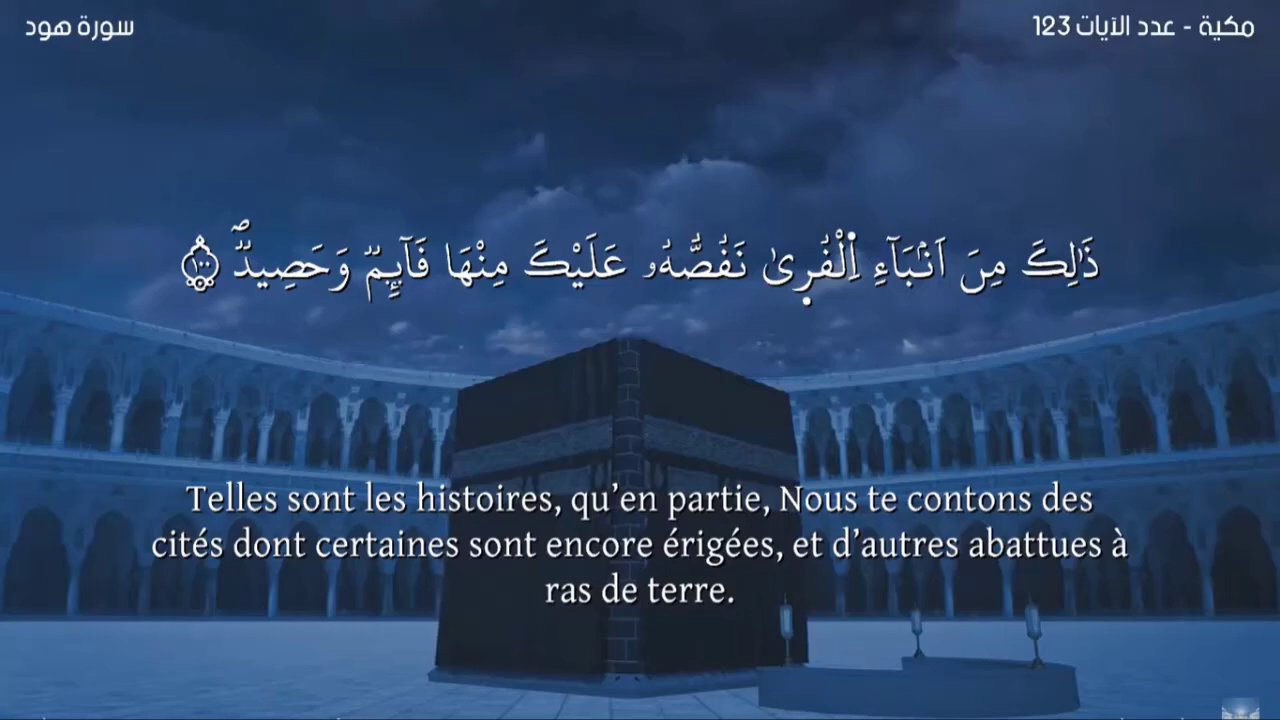 سورة هود
مكية - عدد الآيات 123
ذَٰلِكَ مِنَ اَنۢبَآءِ اِ۬لْقُر۪ىٰ نَقُصُّهُۥ عَلَيْكَ مِنْهَا قَآئِمٞ وَحَصِيدٞۖ ١٠٠
Telles sont les histoires, qu’en partie, Nous te contons des
cités dont certaines sont encore érigées, et d’autres abattues à
ras de terre.